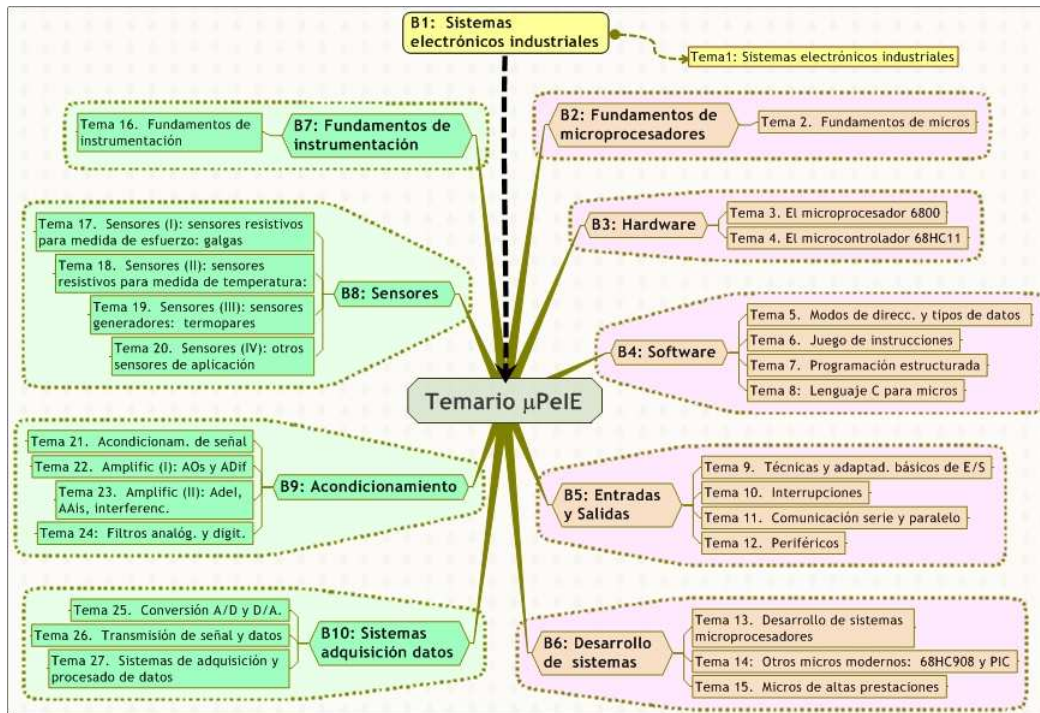 B1: Sistemas
electrónicos industriales
Tema1: Sistemas electrónicos industriales
B2: Fundamentos de
microprocesadores
Tema 2. Fundamentos de micros
B3: Hardware
Tema 3. El microprocesador 6800
Tema 4. El microcontrolador 68HC11
B4: Software
Tema 5. Modos de direcc. y tipos de datos
Tema 6. Juego de instrucciones
Tema 7. Programación estructurada
Tema 8: Lenguaje C para micros
Temario µPeIE
B5: Entradas
y Salidas
Tema 9. Técnicas y adaptad. básicos de E/S
Tema 10. Interrupciones
Tema 11. Comunicación serie y paralelo
Tema 12. Periféricos
B6: Desarrollo
de sistemas
Tema 13. Desarrollo de sistemas
microprocesadores
Tema 14: Otros micros modernos: 68HC908 y PIC
Tema 15. Micros de altas prestaciones
B7: Fundamentos de
instrumentación
Tema 16. Fundamentos de
instrumentación
B8: Sensores
Tema 17. Sensores (I): sensores resistivos
para medida de esfuerzo: galgas
Tema 18. Sensores (II): sensores
resistivos para medida de temperatura:
Tema 19. Sensores (III): sensores
generadores: termopares
Tema 20. Sensores (IV): otros
sensores de aplicación
B9: Acondicionamiento
Tema 21. Acondicionam. de señal
Tema 22. Amplific (I): AOs y ADif
Tema 23. Amplific (II): AdeI,
AAis, interferenc.
Tema 24: Filtros analóg. y digit.
B10: Sistemas
adquisición datos
Tema 25. Conversión A/D y D/A.
Tema 26. Transmisión de señal y datos
Tema 27. Sistemas de adquisición y
procesado de datos